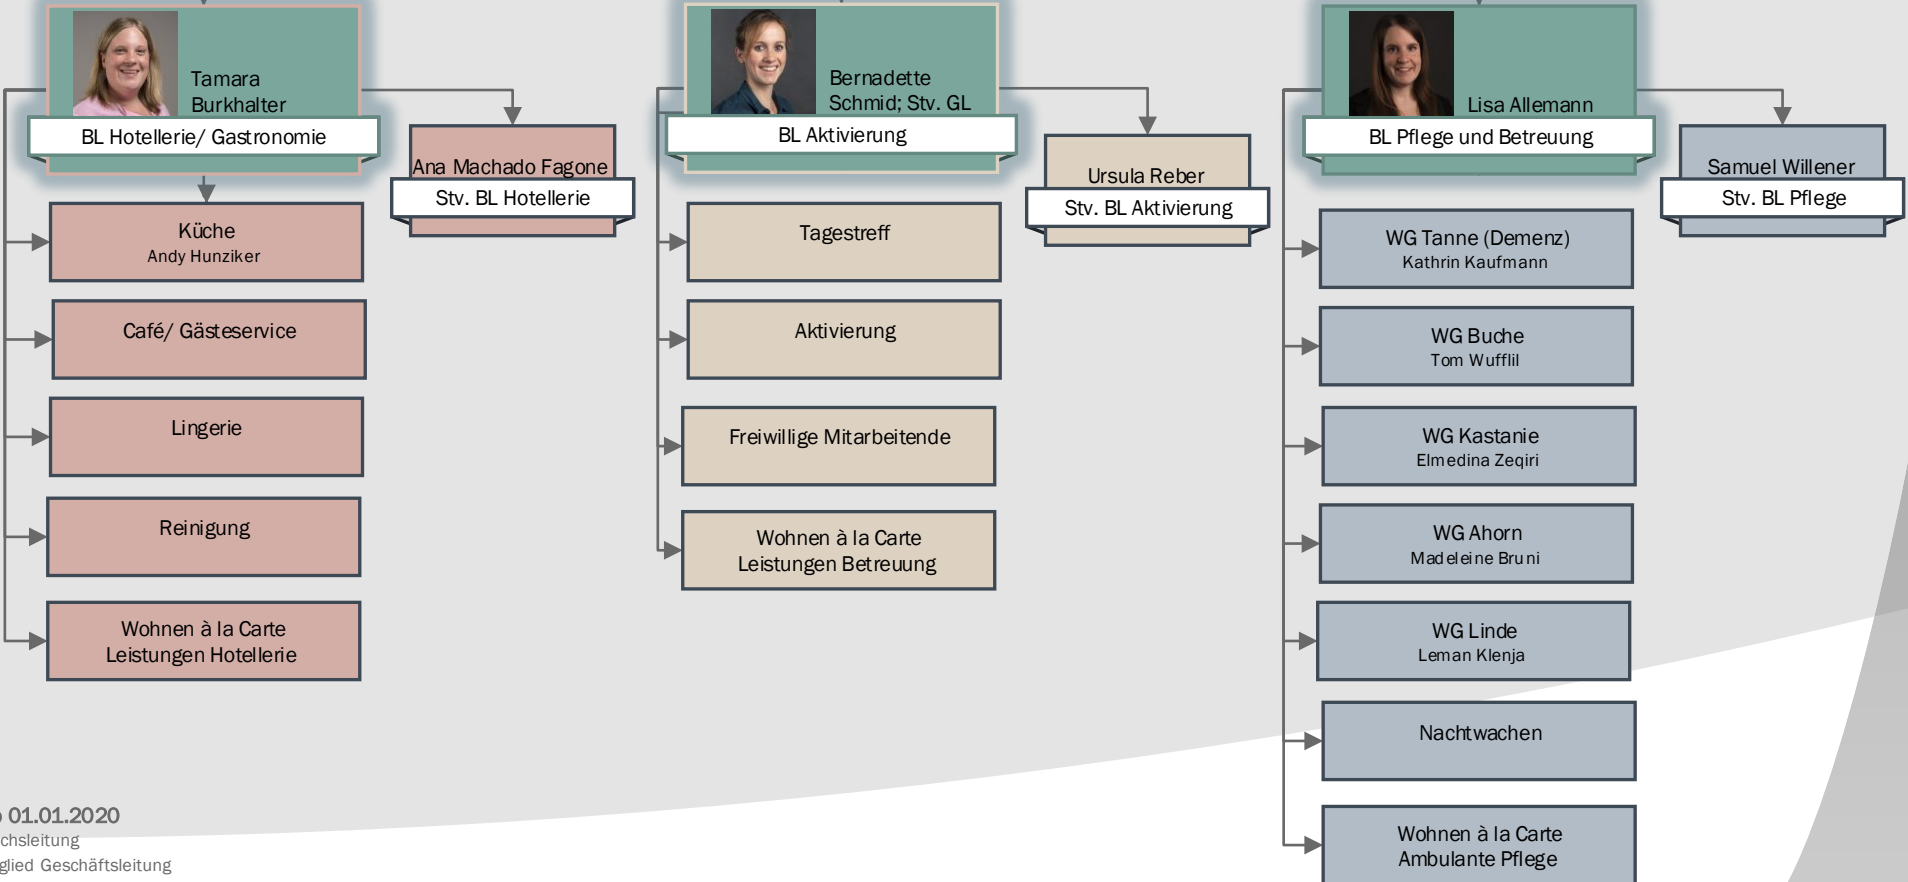 Tamara
Burkhalter
BL Hotellerie/ Gastronomie
Ana Machado Fagone
Stv. BL Hotellerie
Küche
Andy Hunziker
Café/ Gästeservice
Lingerie
Reinigung
Wohnen à la Carte
Leistungen Hotellerie
Bernadette
Schmid; Stv. GL
BL Aktivierung
Ursula Reber
Stv. BL Aktivierung
Tagestreff
Aktivierung
Freiwillige Mitarbeitende
Wohnen à la Carte
Leistungen Betreuung
Lisa Allemann
BL Pflege und Betreuung
Samuel Willener
Stv. BL Pflege
WG Tanne (Demenz)
Kathrin Kaufmann
WG Buche
Tom Wufflil
WG Kastanie
Elmedina Zeqiri
WG Ahorn
Madeleine Bruni
WG Linde
Leman Klenja
Nachtwachen
Wohnen à la Carte
Ambulante Pflege
01.01.2020
chsleitung
glied Geschäftsleitung